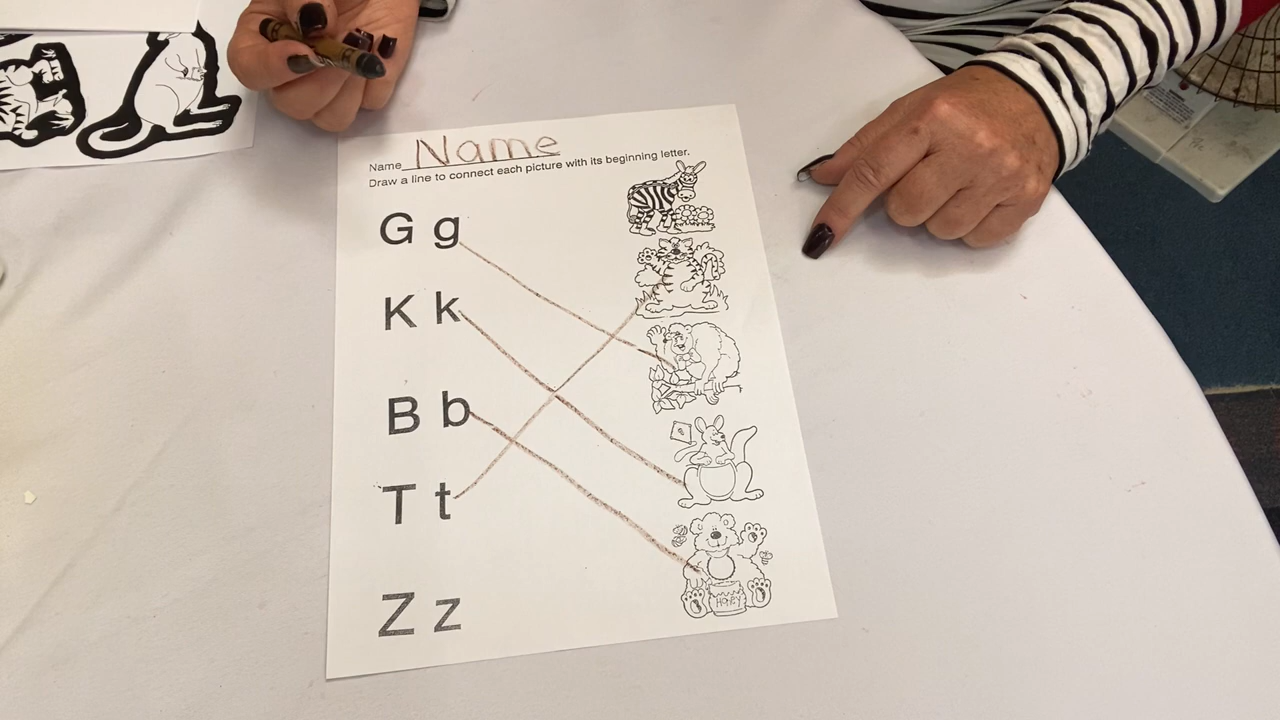 Name Name
Draw a line to connect each picture with its beginning letter.
G g
K k
B b
T t
Z z
HONEY